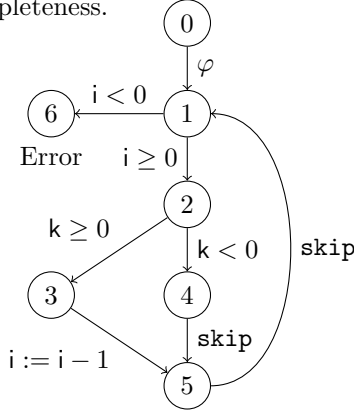 pleteness.
0
φ
i < 0
6
1
Error
i ≥ 0
2
k ≥ 0
k < 0
skip
3
4
skip
i := i − 1
5